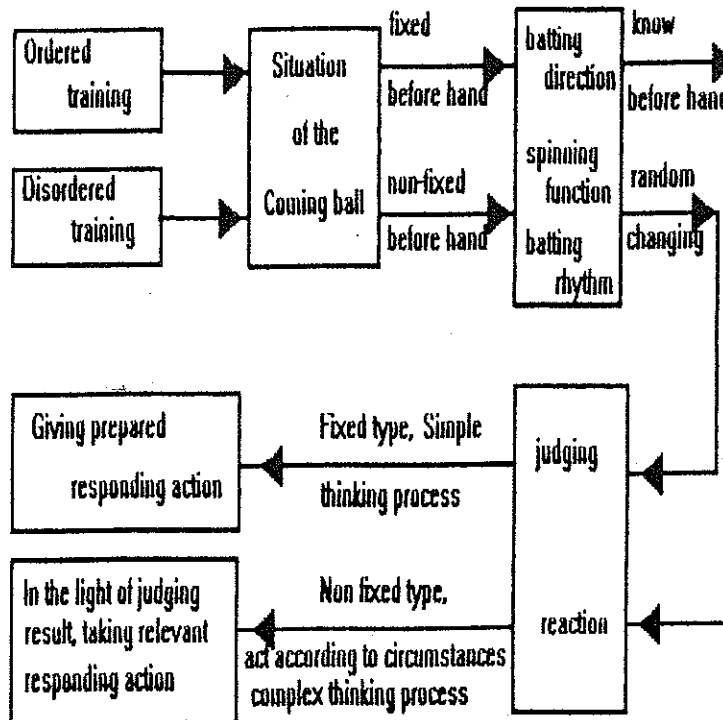 Ordered
training
Disordered
training
Situation
of the
Coming ball
fixed
before hand
non-fixed
before hand
batting
direction
spinning
function
batting
rhythm
know
before hand
random
changing
Giving prepared
responding action
Fixed type, Simple
thinking process
judging
reaction
In the light of judging
result, taking relevant
responding action
Non fixed type,
act according to circumstances
complex thinking process